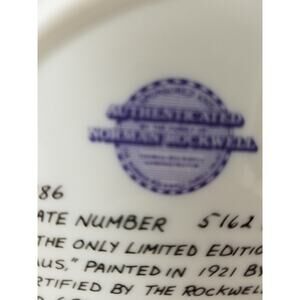 AUTHENTICATED
NORMAN ROCKWELL
86
ATE NUMBER 5162
THE ONLY LIMITED EDITIO
AUS," PAINTED IN 1921 BY
RTIFIED BY THE ROCKWE